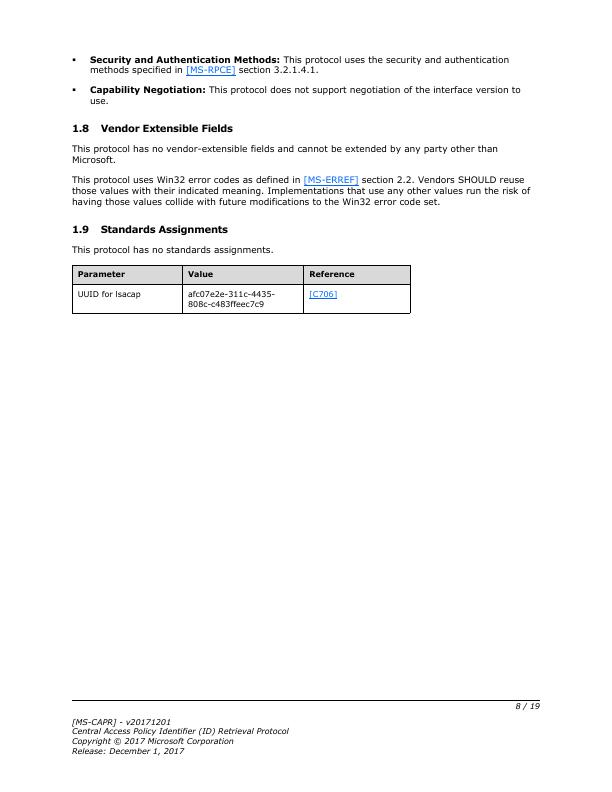 ▪ Security and Authentication Methods: This protocol uses the security and authentication
methods specified in [MS-RPCE] section 3.2.1.4.1.
▪ Capability Negotiation: This protocol does not support negotiation of the interface version to
use.
1.8 Vendor Extensible Fields
This protocol has no vendor-extensible fields and cannot be extended by any party other than
Microsoft.
This protocol uses Win32 error codes as defined in [MS-ERREF] section 2.2. Vendors SHOULD reuse
those values with their indicated meaning. Implementations that use any other values run the risk of
having those values collide with future modifications to the Win32 error code set.
1.9 Standards Assignments
This protocol has no standards assignments.
Parameter Value Reference
UUID for lsacap afc07e2e-311c-4435- [C706]
808c-c483ffeec7c9
8 / 19
[MS-CAPR] - v20171201
Central Access Policy Identifier (ID) Retrieval Protocol
Copyright © 2017 Microsoft Corporation
Release: December 1, 2017